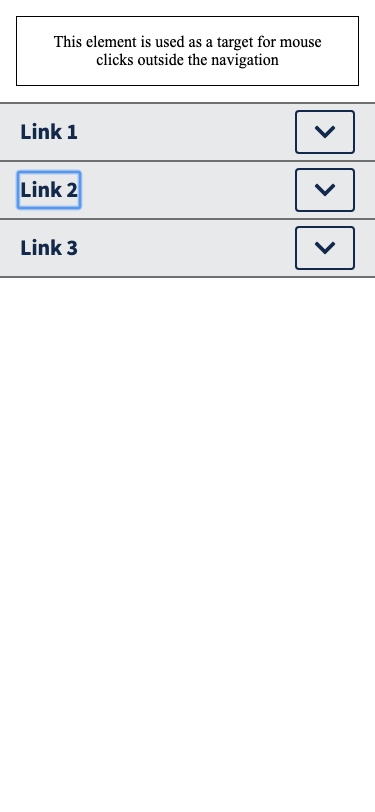 This element is used as a target for mouse
clicks outside the navigation
Link 1
Link 2
Link 3